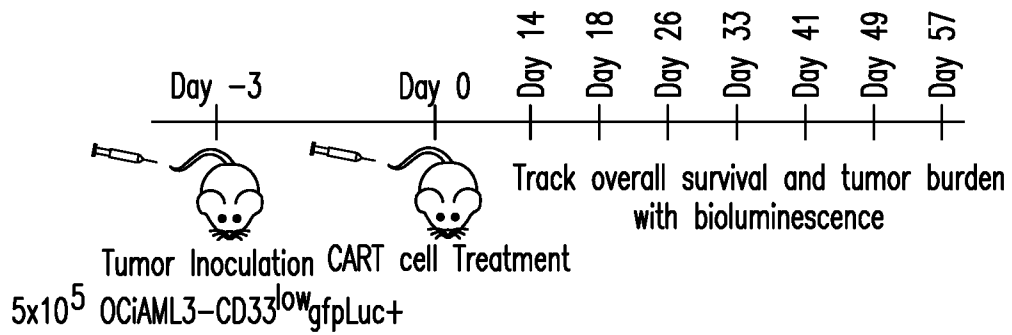 Day -3
Day 0
Day 14
Day 18
Day 26
Day 33
Day 41
Day 49
Day 57
Track overall survival and tumor burden
with bioluminescence
Tumor Inoculation
CART cell Treatment
5x10^5 OCiAML3-CD33^low gfpLuc+